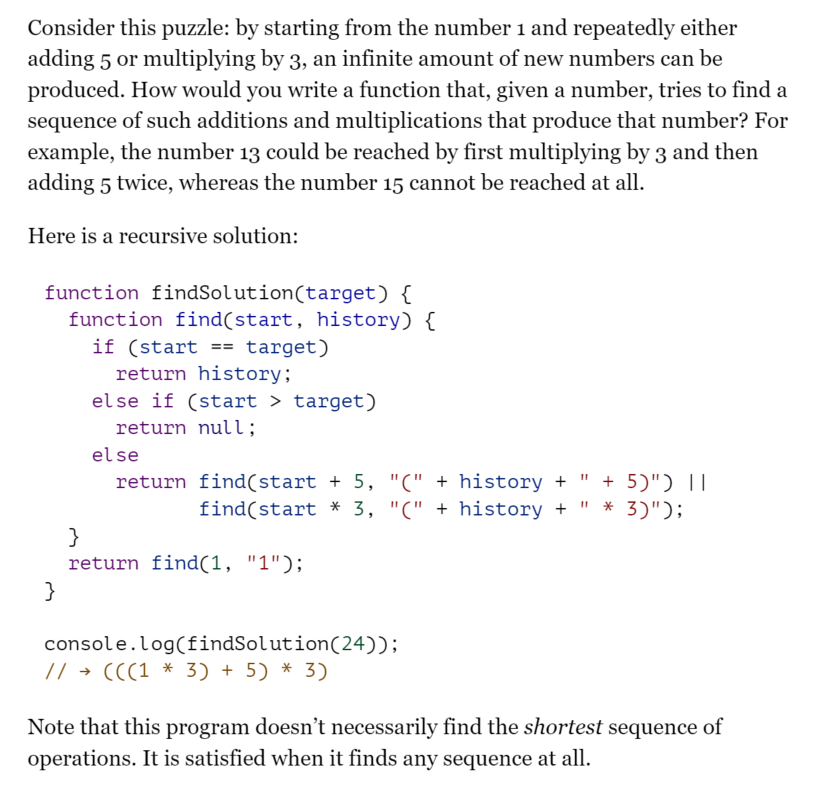 Consider this puzzle: by starting from the number 1 and repeatedly either
adding 5 or multiplying by 3, an infinite amount of new numbers can be
produced. How would you write a function that, given a number, tries to find a
sequence of such additions and multiplications that produce that number? For
example, the number 13 could be reached by first multiplying by 3 and then
adding 5 twice, whereas the number 15 cannot be reached at all.
Here is a recursive solution:
function findSolution(target) {
  function find(start, history) {
    if (start == target)
      return history;
    else if (start > target)
      return null;
    else
      return find(start + 5, "(" + history + " + 5)") ||
             find(start * 3, "(" + history + " * 3)");
  }
  return find(1, "1");
}
console.log(findSolution(24));
// → (((1 * 3) + 5) * 3)
Note that this program doesn’t necessarily find the shortest sequence of
operations. It is satisfied when it finds any sequence at all.